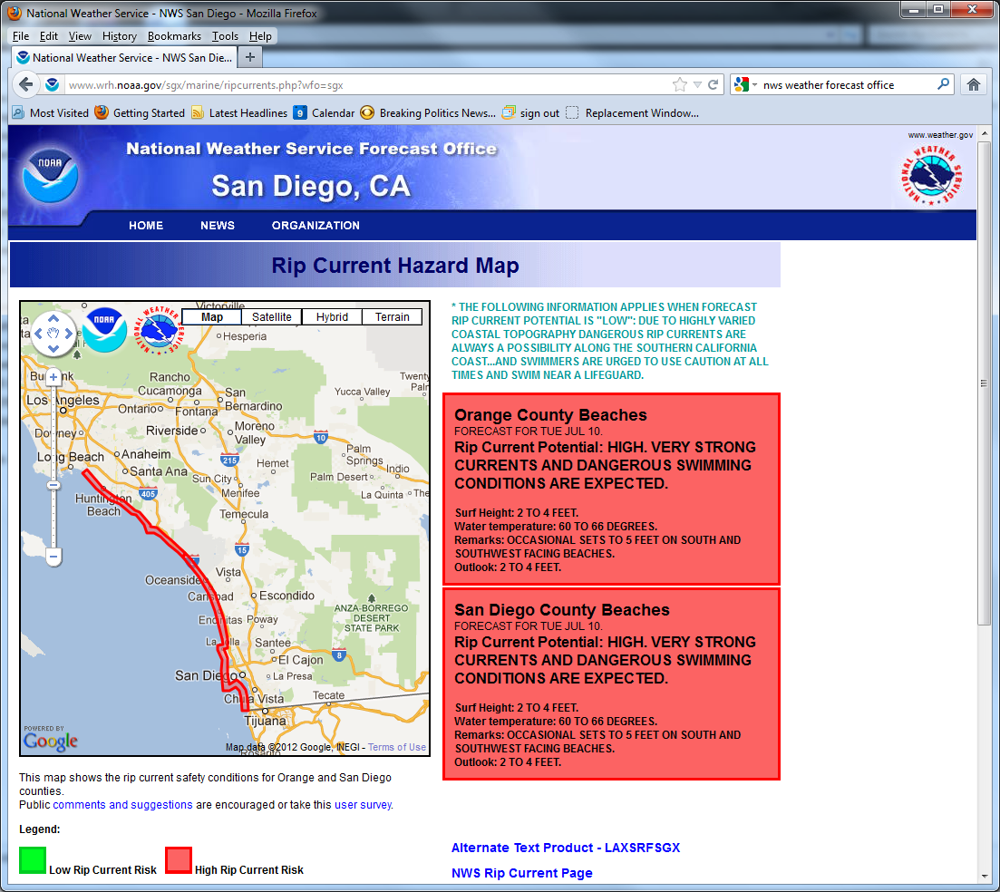 National Weather Service - NWS San Diego - Mozilla Firefox
File Edit View History Bookmarks Tools Help
National Weather Service - NWS San Die... +
www.wrh.noaa.gov/sgx/marine/ripcurrents.php?wfo=sgx
nws weather forecast office
Most Visited Getting Started Latest Headlines 9 Calendar Breaking Politics News... sign out Replacement Window...
www.weather.gov
NOAA
National Weather Service Forecast Office
San Diego, CA
NATIONAL WEATHER SERVICE
HOME NEWS ORGANIZATION
Rip Current Hazard Map
Map Satellite Hybrid Terrain
NOAA
NATIONAL WEATHER SERVICE
Victorville
Hesperia
Burbank
Rancho
Cucamonga
San
Bernardino
Yucca Valley
Twenty
Los Angeles
Ontario
Fontana
Downey
Riverside
Moreno
Valley
10
Palm
Springs
Long Beach
Anaheim
215
Hemet
Indio
Santa Ana
Sun City
Palm Desert
Huntington
Beach
405
Menifee
La Quinta
The
Temecula
15
Oceanside
Vista
Carlsbad
Escondido
ANZA-BORREGO
DESERT
STATE PARK
Encinitas
Poway
La Jolla
Santee
8
El Cajon
San Diego
La Presa
Chula Vista
Tecate
Tijuana
Rosarito
POWERED BY
Google
Map data ©2012 Google, INEGI - Terms of Use
* THE FOLLOWING INFORMATION APPLIES WHEN FORECAST
RIP CURRENT POTENTIAL IS "LOW": DUE TO HIGHLY VARIED
COASTAL TOPOGRAPHY DANGEROUS RIP CURRENTS ARE
ALWAYS A POSSIBILITY ALONG THE SOUTHERN CALIFORNIA
COAST...AND SWIMMERS ARE URGED TO USE CAUTION AT ALL
TIMES AND SWIM NEAR A LIFEGUARD.
Orange County Beaches
FORECAST FOR TUE JUL 10.
Rip Current Potential: HIGH. VERY STRONG
CURRENTS AND DANGEROUS SWIMMING
CONDITIONS ARE EXPECTED.
Surf Height: 2 TO 4 FEET.
Water temperature: 60 TO 66 DEGREES.
Remarks: OCCASIONAL SETS TO 5 FEET ON SOUTH AND
SOUTHWEST FACING BEACHES.
Outlook: 2 TO 4 FEET.
San Diego County Beaches
FORECAST FOR TUE JUL 10.
Rip Current Potential: HIGH. VERY STRONG
CURRENTS AND DANGEROUS SWIMMING
CONDITIONS ARE EXPECTED.
Surf Height: 2 TO 4 FEET.
Water temperature: 60 TO 66 DEGREES.
Remarks: OCCASIONAL SETS TO 5 FEET ON SOUTH AND
SOUTHWEST FACING BEACHES.
Outlook: 2 TO 4 FEET.
This map shows the rip current safety conditions for Orange and San Diego
counties.
Public comments and suggestions are encouraged or take this user survey.
Legend:
Low Rip Current Risk High Rip Current Risk
Alternate Text Product - LAXSRFSGX
NWS Rip Current Page